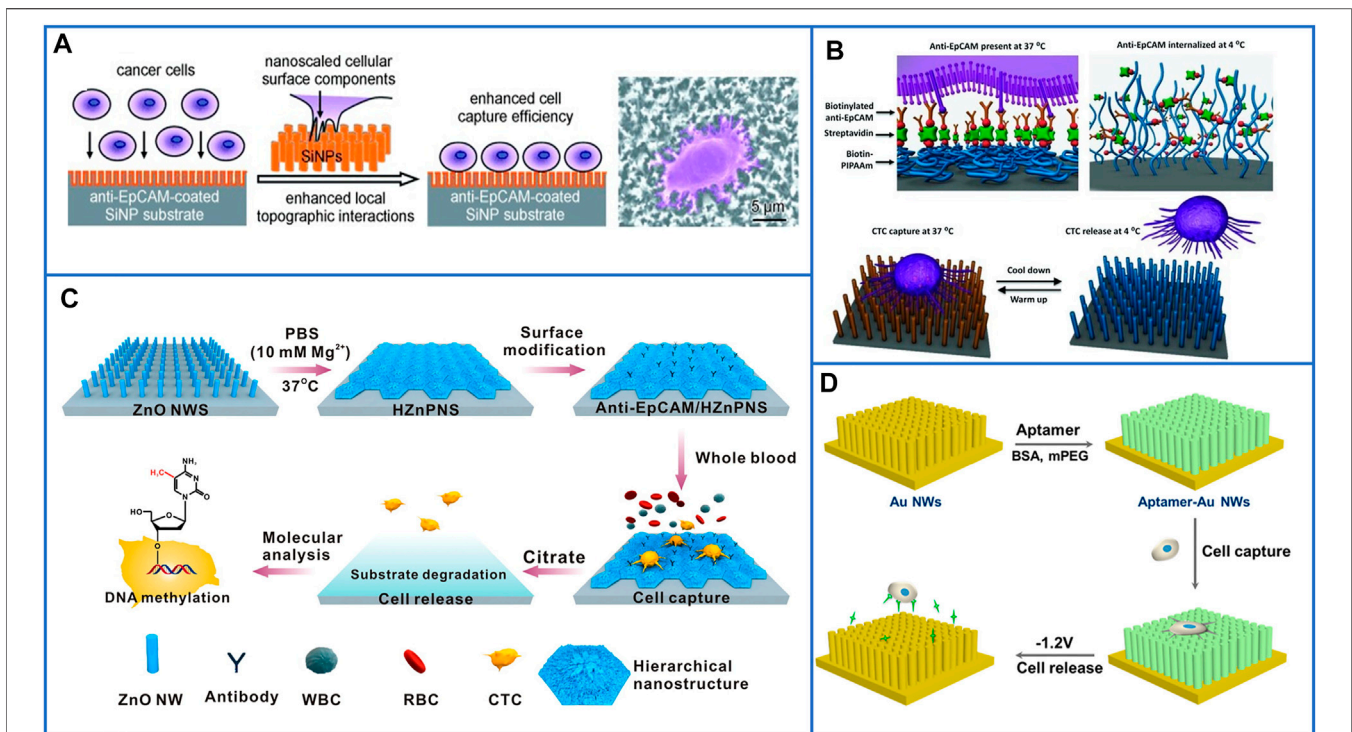 A
cancer cells
nanoscaled cellular
surface components
SiNPs
enhanced cell
capture efficiency
anti-EpCAM-coated
SiNP substrate
enhanced local
topographic interactions
anti-EpCAM-coated
SiNP substrate
5 μm
B
Anti-EpCAM present at 37 °C
Anti-EpCAM internalized at 4 °C
Biotinylated
anti-EpCAM
Streptavidin
Biotin-
PIPAAm
CTC capture at 37 °C
CTC release at 4 °C
Cool down
Warm up
C
PBS
(10 mM Mg²⁺)
37°C
Surface
modification
ZnO NWS
HZnPNS
Anti-EpCAM/HZnPNS
Whole blood
NH₂
H₃C
N
N
O
HO
O
O
DNA methylation
Molecular
analysis
Substrate degradation
Cell release
Citrate
Cell capture
ZnO NW
Antibody
WBC
RBC
CTC
Hierarchical
nanostructure
D
Aptamer
BSA, mPEG
Au NWs
Aptamer-Au NWs
Cell capture
-1.2V
Cell release